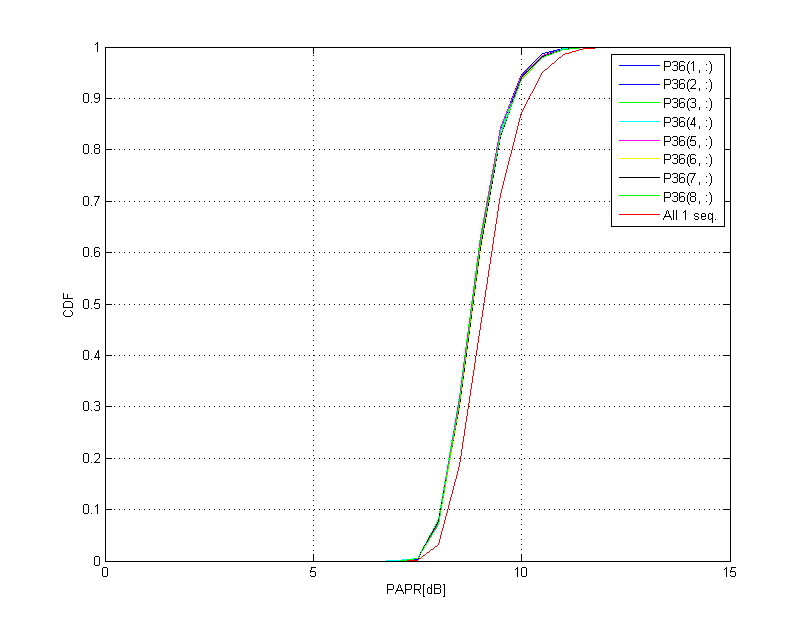 1
0.9
0.8
0.7
0.6
0.5
0.4
0.3
0.2
0.1
0
CDF
0 5 10 15
PAPR[dB]
P36(1, :)
P36(2, :)
P36(3, :)
P36(4, :)
P36(5, :)
P36(6, :)
P36(7, :)
P36(8, :)
All 1 seq.